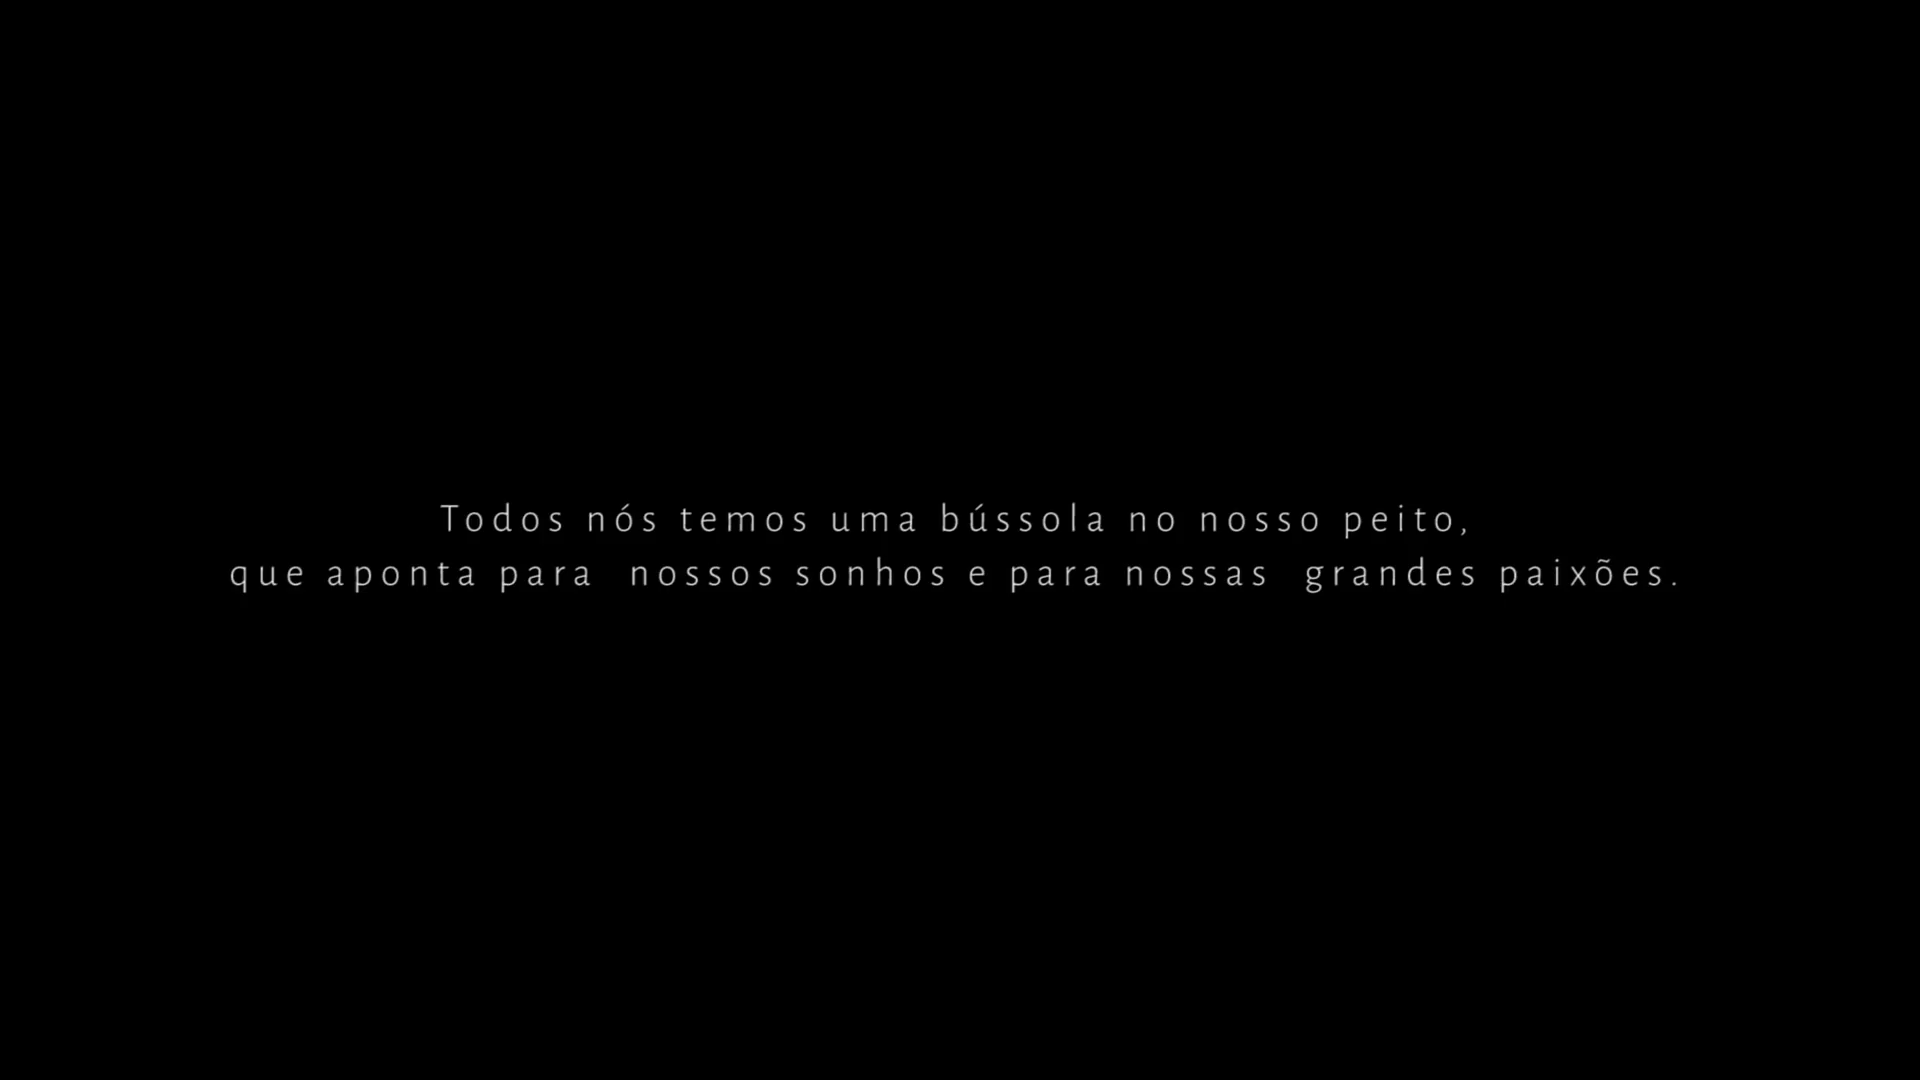 Todos nós temos uma bússola no nosso peito,
que aponta para nossos sonhos e para nossas grandes paixões.